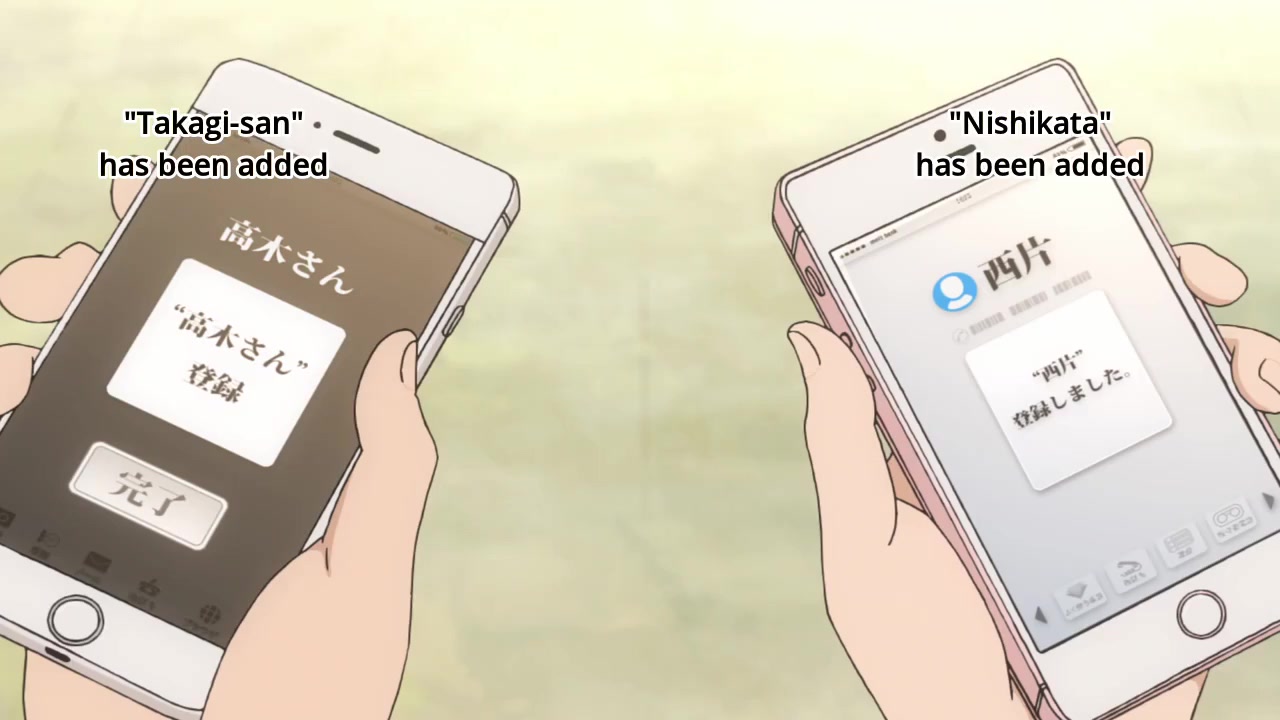 "Takagi-san"
has been added
高木さん
“高木さん”
登録
完了
"Nishikata"
has been added
西片
“西片”
登録しました。